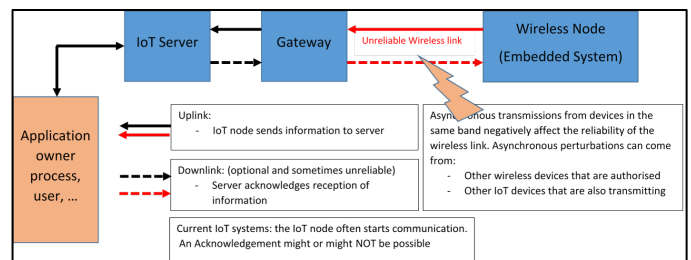 IoT Server
Gateway
Unreliable Wireless link
Wireless Node
(Embedded System)
Application
owner
process,
user, …
Uplink:
- IoT node sends information to server
Downlink: (optional and sometimes unreliable)
- Server acknowledges reception of
information
Current IoT systems: the IoT node often starts communication.
An Acknowledgement might or might NOT be possible
transmissions from devices in the
same band negatively affect the reliability of the
wireless link. Asynchronous perturbations can come
from:
- Other wireless devices that are authorised
- Other IoT devices that are also transmitting